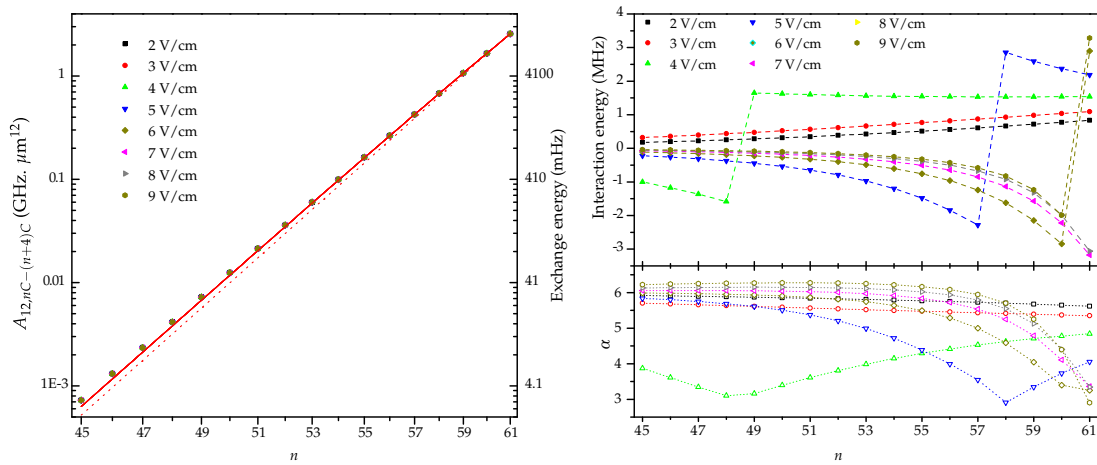 A₁₂,nC−(n+4)C (GHz. μm¹²)
1
0.1
0.01
1E-3
2 V/cm
3 V/cm
4 V/cm
5 V/cm
6 V/cm
7 V/cm
8 V/cm
9 V/cm
4100
410
41
4.1
Exchange energy (mHz)
45 47 49 51 53 55 57 59 61
n
Interaction energy (MHz)
4
3
2
1
0
-1
-2
-3
2 V/cm 5 V/cm 8 V/cm
3 V/cm 6 V/cm 9 V/cm
4 V/cm 7 V/cm
α
6
5
4
3
45 47 49 51 53 55 57 59 61
n